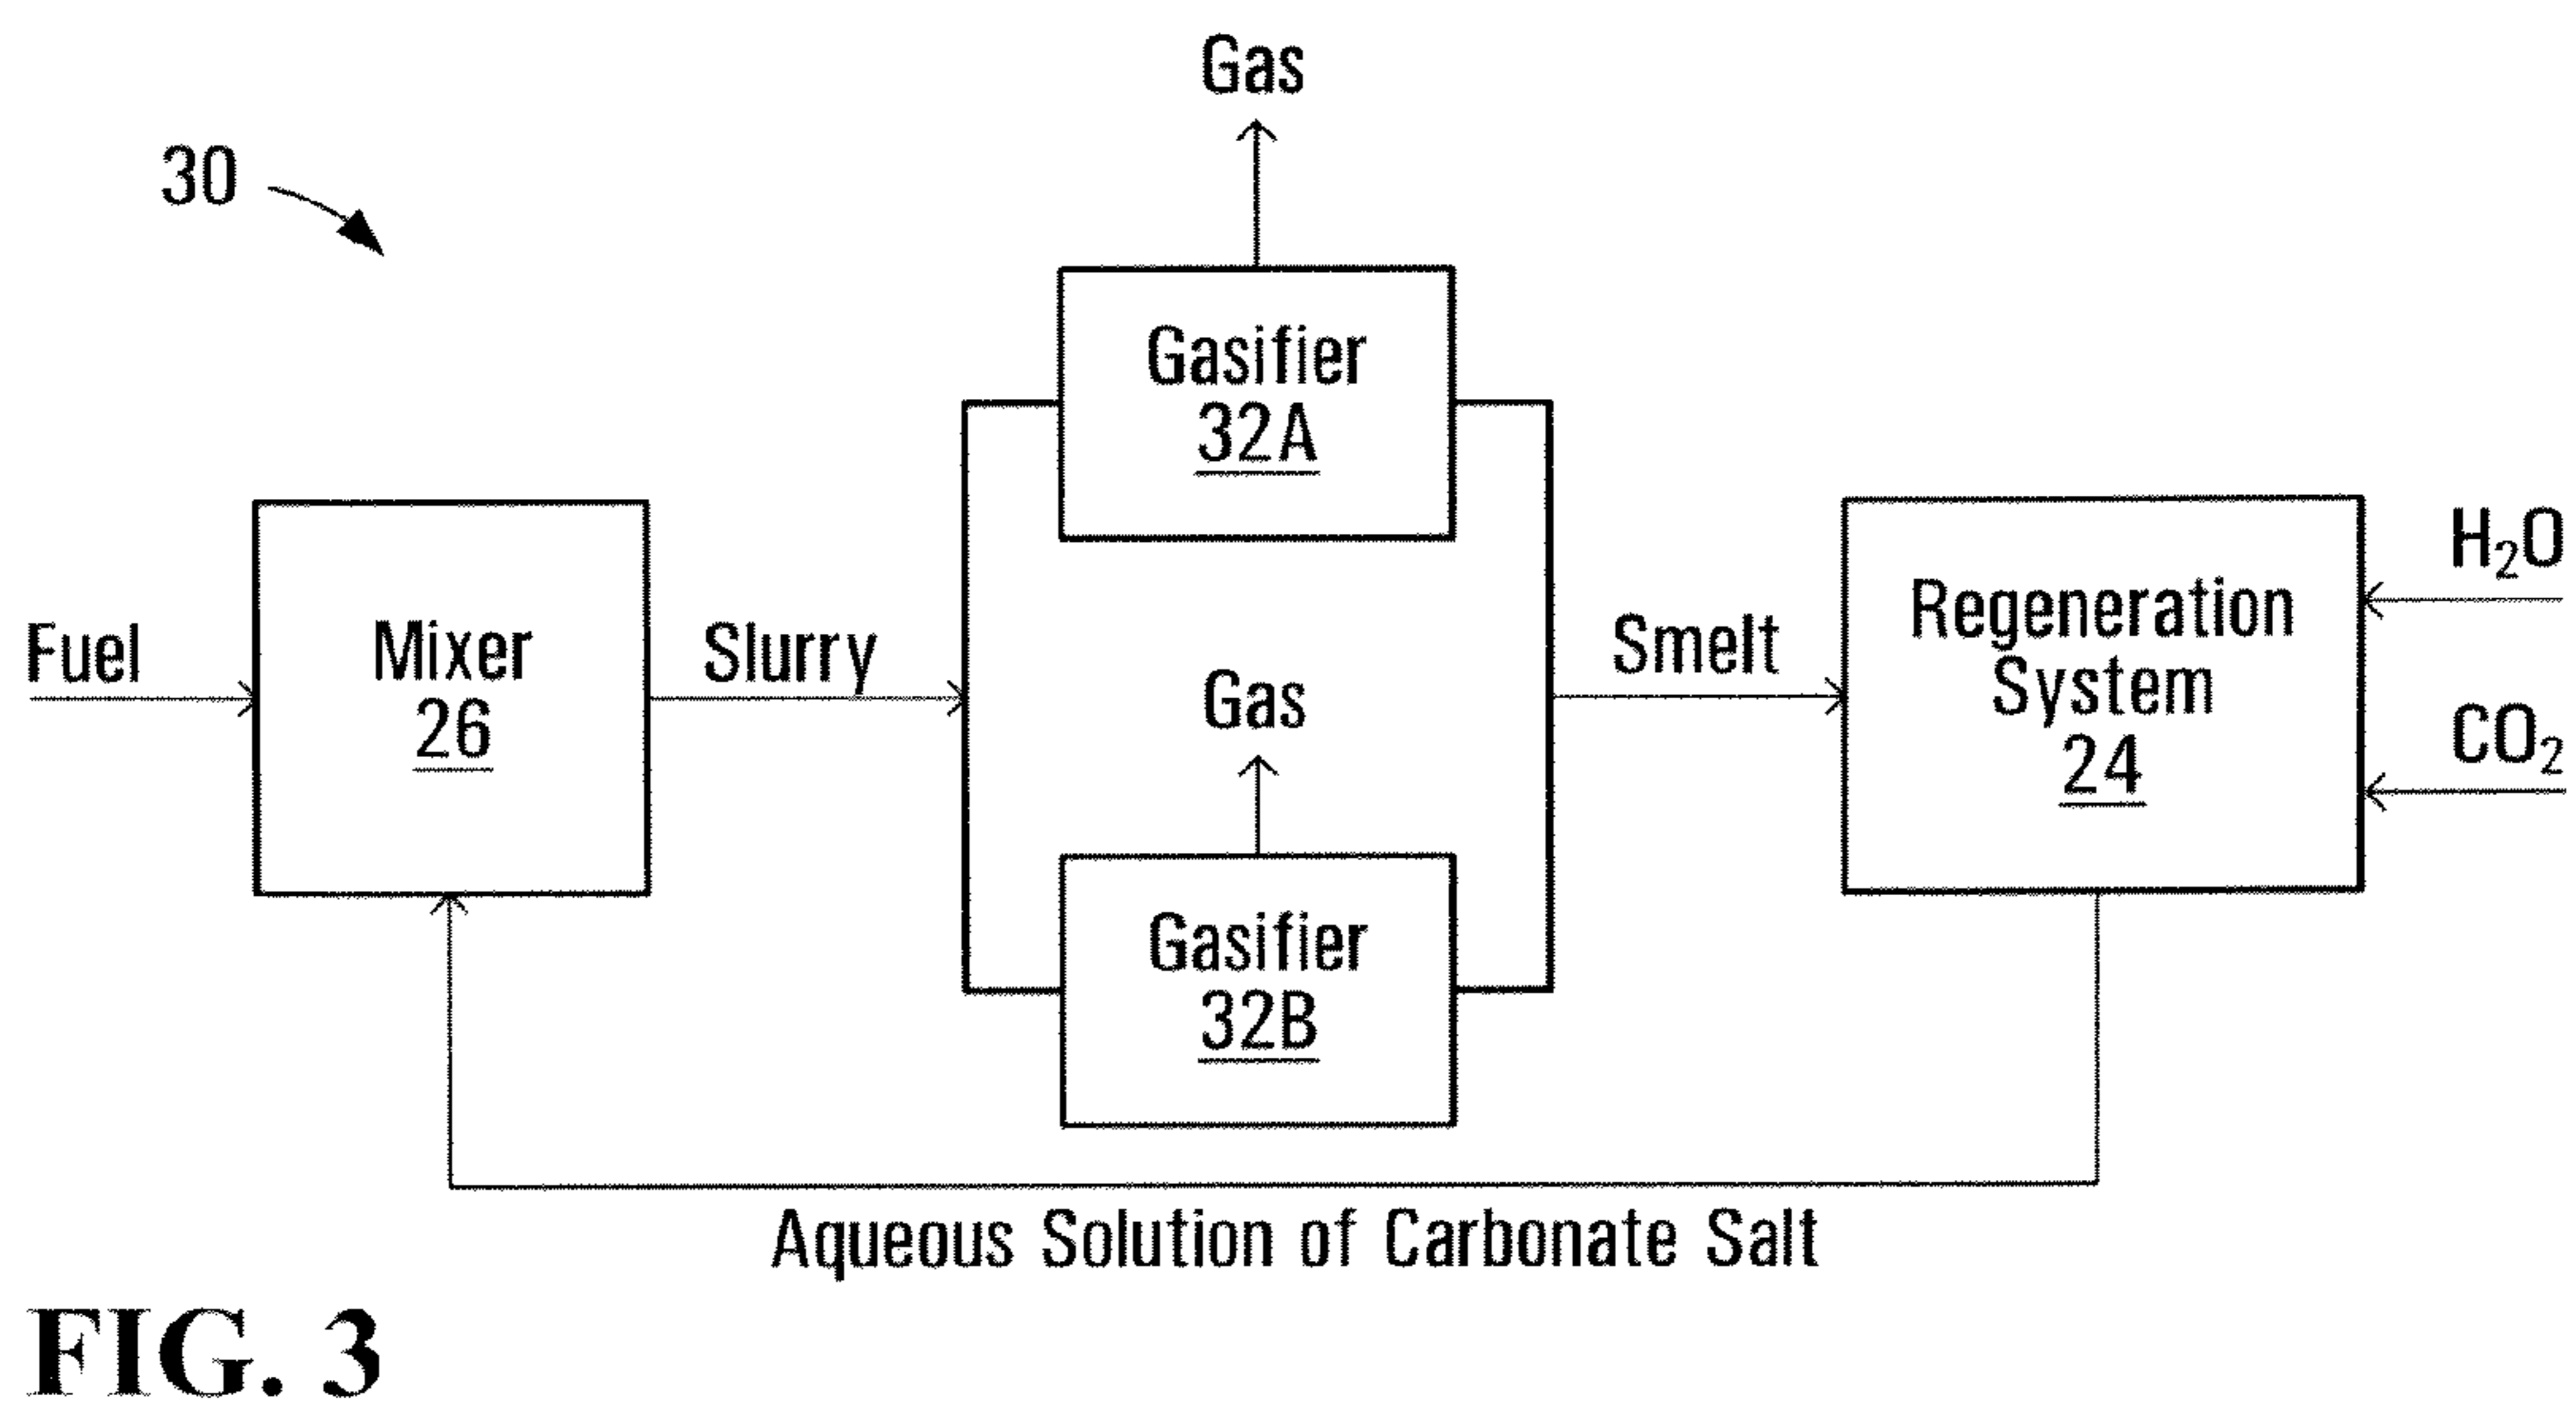 Gas
30
Gasifier
32A
Fuel
Mixer
26
Slurry
Gas
Smelt
Regeneration
System
24
H₂O
CO₂
Gasifier
32B
Aqueous Solution of Carbonate Salt
FIG. 3